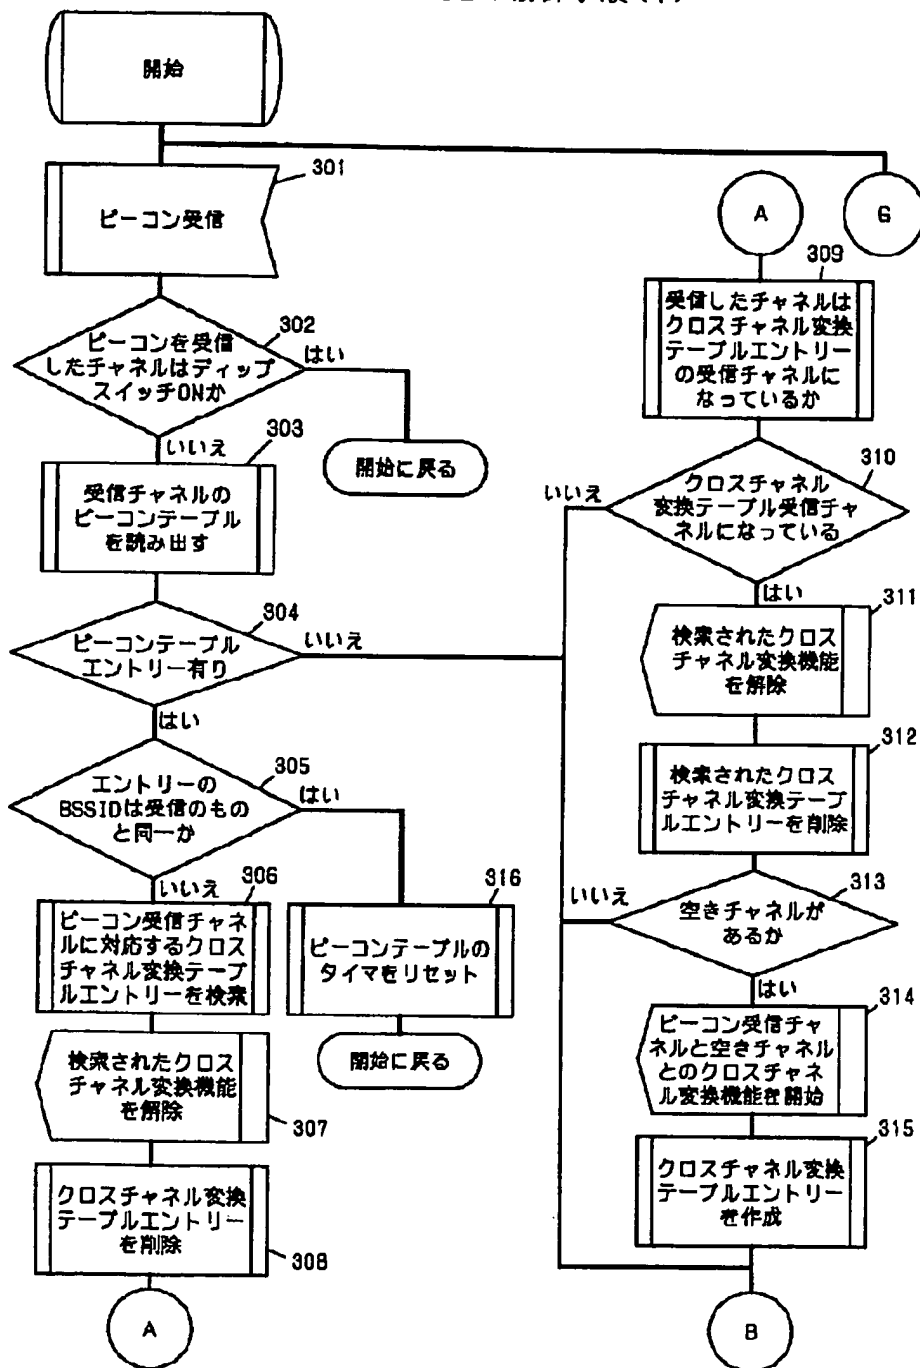 開始
301
ビーコン受信
302
ビーコンを受信
したチャネルはディップ
スイッチONか
はい
開始に戻る
いいえ
303
受信チャネルの
ビーコンテーブル
を読み出す
304
ビーコンテーブル
エントリー有り
いいえ
はい
305
エントリーの
BSSIDは受信のもの
と同一か
はい
いいえ
306
ビーコン受信チャネ
ルに対応するクロス
チャネル変換テーブ
ルエントリーを検索
316
ビーコンテーブルの
タイマをリセット
開始に戻る
検索されたクロス
チャネル変換機能
を解除
307
クロスチャネル変換
テーブルエントリー
を削除
308
A
A
G
309
受信したチャネルは
クロスチャネル変換
テーブルエントリー
の受信チャネルに
なっているか
310
クロスチャネル
変換テーブル受信チャ
ネルになっている
いいえ
はい
311
検索されたクロス
チャネル変換機能
を解除
312
検索されたクロス
チャネル変換テーブ
ルエントリーを削除
313
空きチャネルが
あるか
いいえ
はい
314
ビーコン受信チャ
ネルと空きチャネル
とのクロスチャネ
ル変換機能を開始
315
クロスチャネル変換
テーブルエントリー
を作成
B